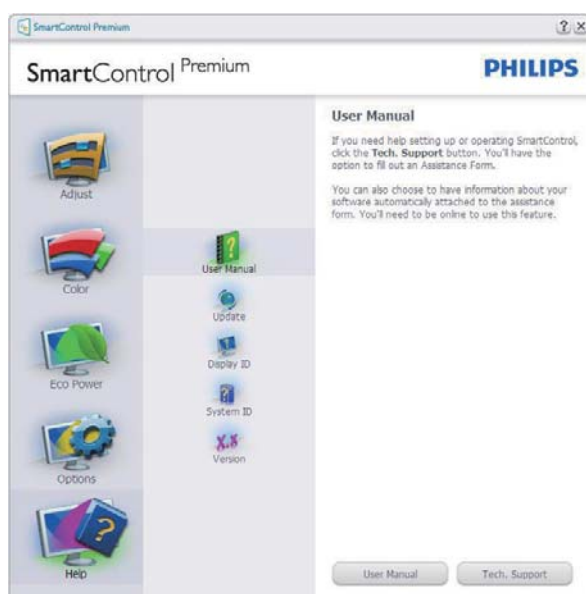 SmartControl Premium
? X
SmartControl Premium
PHILIPS
Adjust
Color
Eco Power
Options
Help
User Manual
Update
Display ID
System ID
X.X
Version
User Manual
If you need help setting up or operating SmartControl,
click the Tech. Support button. You'll have the
option to fill out an Assistance Form.
You can also choose to have information about your
software automatically attached to the assistance
form. You'll need to be online to use this feature.
User Manual
Tech. Support